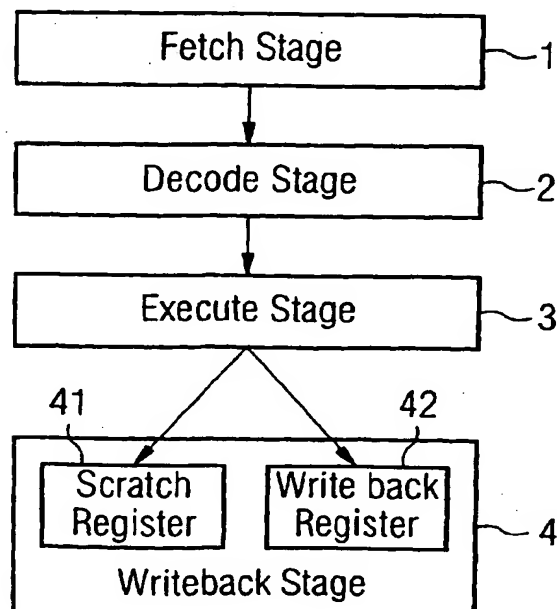 Fetch Stage
1
Decode Stage
2
Execute Stage
3
41
42
Scratch
Register
Write back
Register
4
Writeback Stage